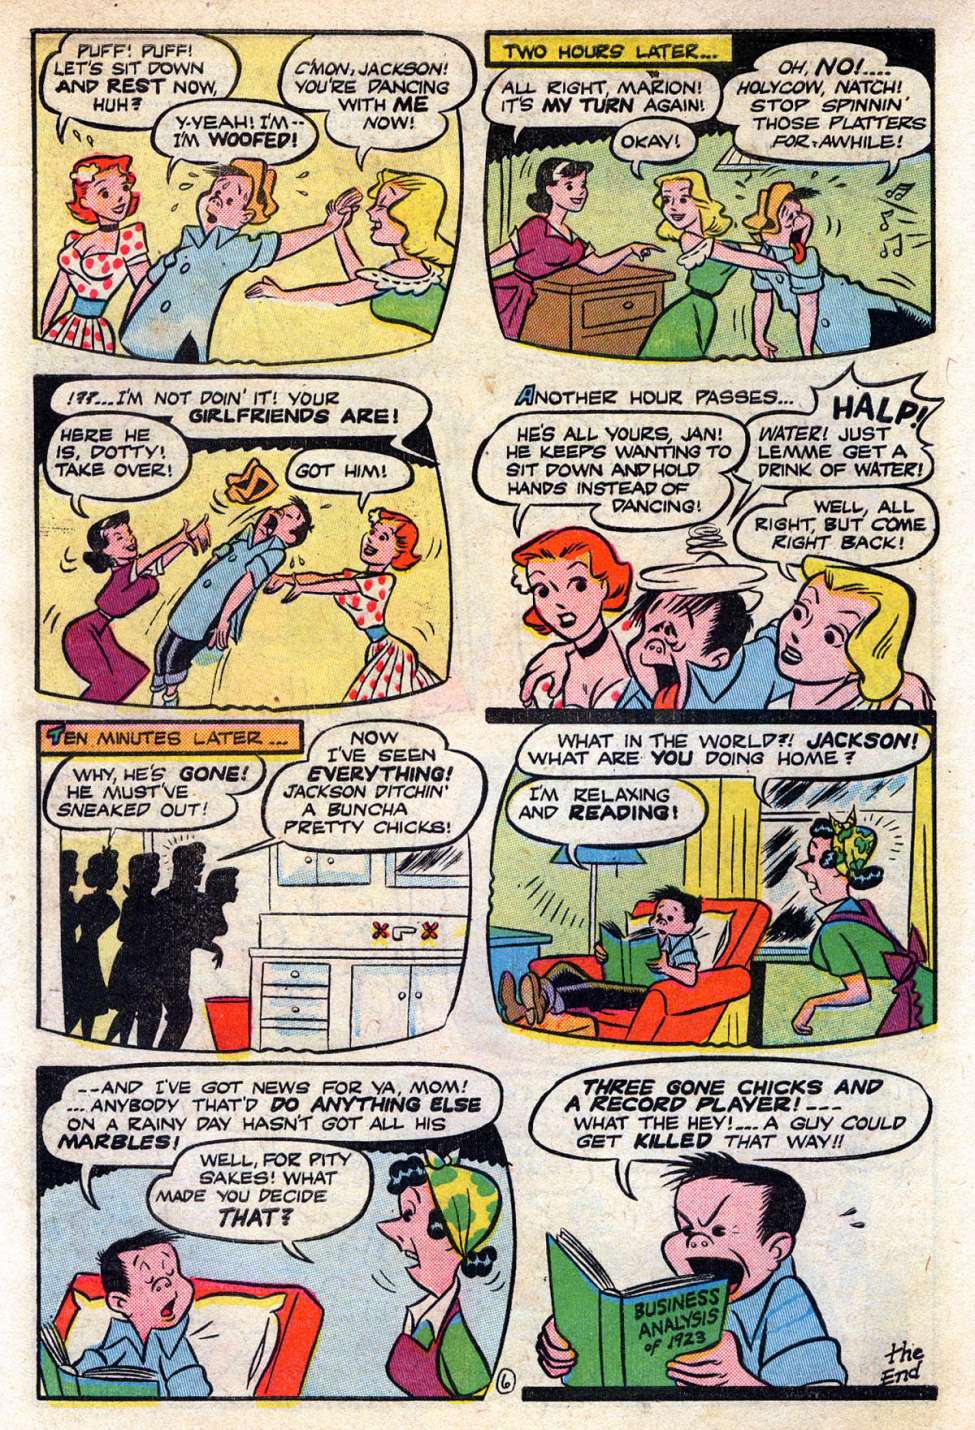 PUFF! PUFF!
LET'S SIT DOWN
AND REST NOW,
HUH?
Y-YEAH! I'M--
I'M WOOFED!
C'MON, JACKSON!
YOU'RE DANCING
WITH ME
NOW!
TWO HOURS LATER...
ALL RIGHT, MARION!
IT'S MY TURN AGAIN!
OKAY!
OH, NO!....
HOLYCOW, NATCH!
STOP SPINNIN'
THOSE PLATTERS
FOR-AWHILE!
!??...I'M NOT DOIN' IT! YOUR
GIRLFRIENDS ARE!
HERE HE
IS, DOTTY!
TAKE OVER!
GOT HIM!
ANOTHER HOUR PASSES...
HE'S ALL YOURS, JAN!
HE KEEPS WANTING TO
SIT DOWN AND HOLD
HANDS INSTEAD OF
DANCING!
HALP!
WATER! JUST
LEMME GET A
DRINK OF WATER!
WELL, ALL
RIGHT, BUT COME
RIGHT BACK!
TEN MINUTES LATER...
WHY, HE'S GONE!
HE MUST'VE
SNEAKED OUT!
NOW
I'VE SEEN
EVERYTHING!
JACKSON DITCHIN'
A BUNCHA
PRETTY CHICKS!
WHAT IN THE WORLD?! JACKSON!
WHAT ARE YOU DOING HOME?
I'M RELAXING
AND READING!
--AND I'VE GOT NEWS FOR YA, MOM!
...ANYBODY THAT'D DO ANYTHING ELSE
ON A RAINY DAY HASN'T GOT ALL HIS
MARBLES!
WELL, FOR PITY
SAKES! WHAT
MADE YOU DECIDE
THAT?
THREE GONE CHICKS AND
A RECORD PLAYER!---
WHAT THE HEY!--.. A GUY COULD
GET KILLED THAT WAY!!
BUSINESS
ANALYSIS
of 1923
the
End
6